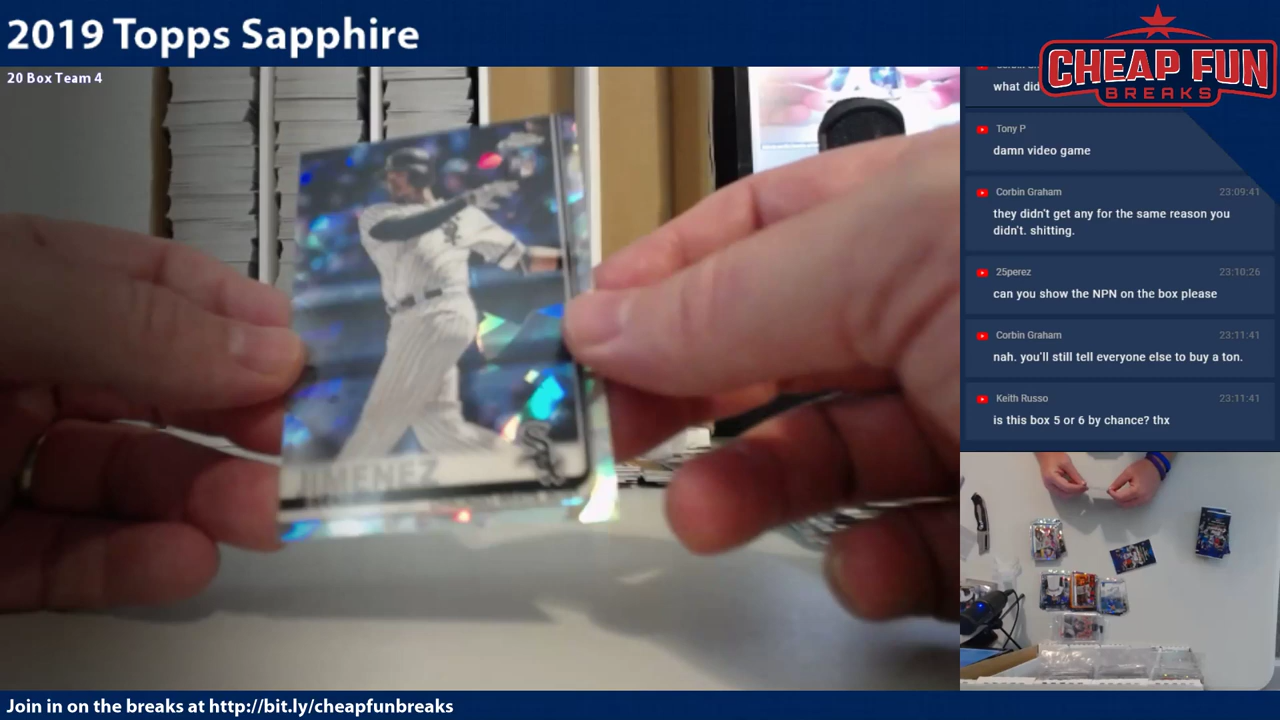 2019 Topps Sapphire
20 Box Team 4
CHEAP FUN
BREAKS
what did
Tony P
damn video game
Corbin Graham 23:09:41
they didn't get any for the same reason you
didn't. shitting.
25perez 23:10:26
can you show the NPN on the box please
Corbin Graham 23:11:41
nah. you'll still tell everyone else to buy a ton.
Keith Russo 23:11:41
is this box 5 or 6 by chance? thx
JIMENEZ
Sox
Join in on the breaks at http://bit.ly/cheapfunbreaks